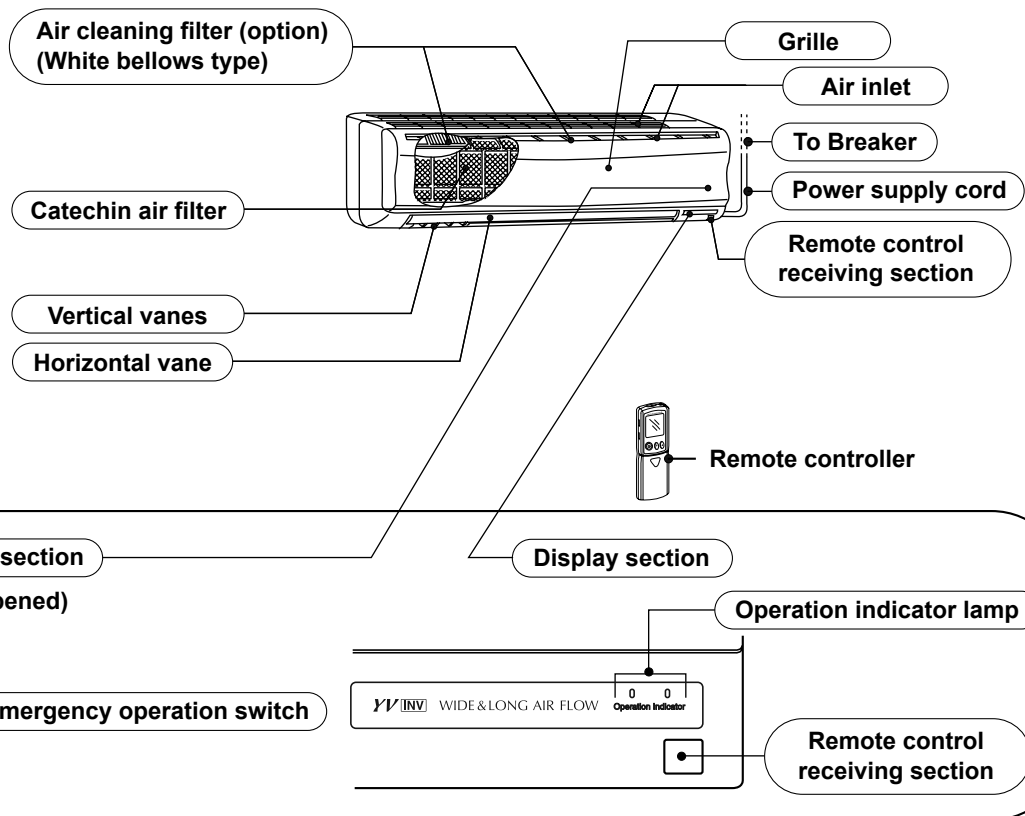 Air cleaning filter (option)
(White bellows type)
Grille
Air inlet
To Breaker
Power supply cord
Catechin air filter
Remote control
receiving section
Vertical vanes
Horizontal vane
Remote controller
section
Display section
pened)
Operation indicator lamp
mergency operation switch
YV INV WIDE & LONG AIR FLOW
Operation Indicator
Remote control
receiving section